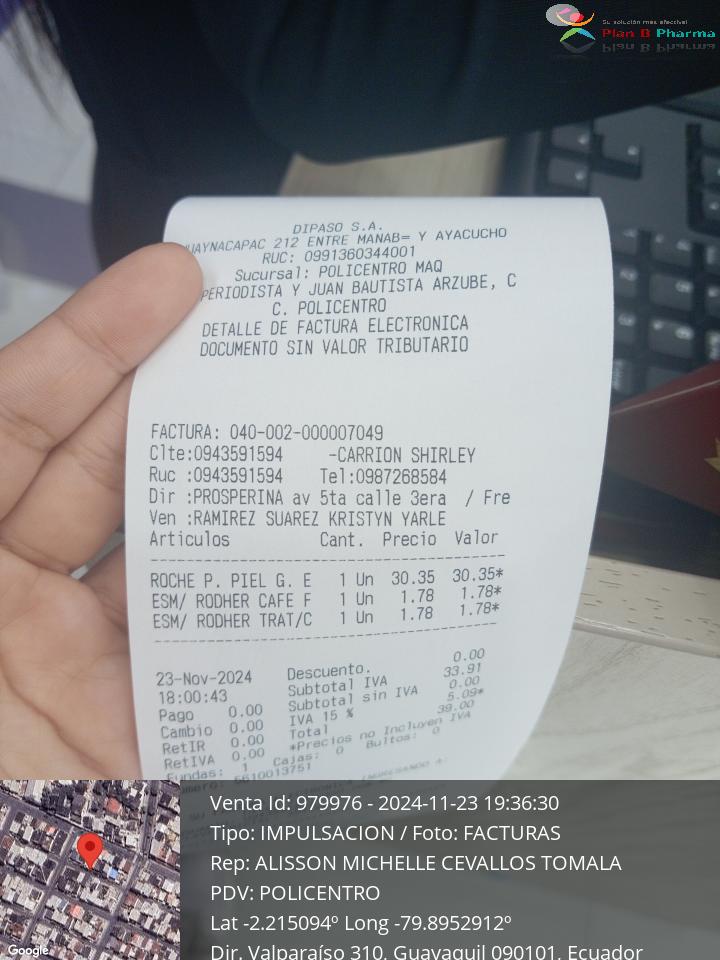 Su solución más efectiva!
Plan B Pharma
DIPASO S.A.
212 ENTRE MANAB= Y AYACUCHO
RUC: 0991360344001
Sucursal: POLICENTRO MAQ
PERIODISTA Y JUAN BAUTISTA ARZUBE, C
C. POLICENTRO
DETALLE DE FACTURA ELECTRONICA
DOCUMENTO SIN VALOR TRIBUTARIO
FACTURA: 040-002-000007049
Clte:0943591594 -CARRION SHIRLEY
Ruc :0943591594 Tel:0987268584
Dir :PROSPERINA av 5ta calle 3era / Fre
Ven :RAMIREZ SUAREZ KRISTYN YARLE
Articulos Cant. Precio Valor
ROCHE P. PIEL G. E 1 Un 30.35 30.35*
ESM/ RODHER CAFE F 1 Un 1.78 1.78*
ESM/ RODHER TRAT/C 1 Un 1.78 1.78*
23-Nov-2024 Descuento. 0.00
18:00:43 Subtotal IVA 33.91
Pago 0.00 Subtotal sin IVA 0.00
Cambio 0.00 IVA 15 % 5.09*
RetIR 0.00 Total 39.00
RetIVA 0.00 *Precios no Incluyen IVA
Fundas: 1 Cajas: 0 Bultos: 0
6610013751
Venta Id: 979976 - 2024-11-23 19:36:30
Tipo: IMPULSACION / Foto: FACTURAS
Rep: ALISSON MICHELLE CEVALLOS TOMALA
PDV: POLICENTRO
Lat -2.215094º Long -79.8952912º
Dir. Valparaíso 310, Guayaquil 090101, Ecuador
Google